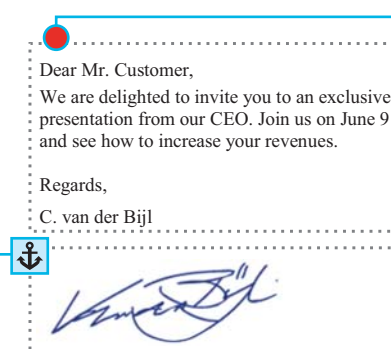 Dear Mr. Customer,
We are delighted to invite you to an exclusive
presentation from our CEO. Join us on June 9
and see how to increase your revenues.
Regards,
C. van der Bijl